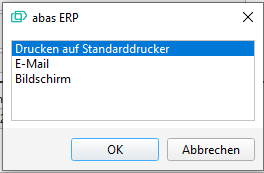 abas ERP
Drucken auf Standarddrucker
E-Mail
Bildschirm
OK
Abbrechen